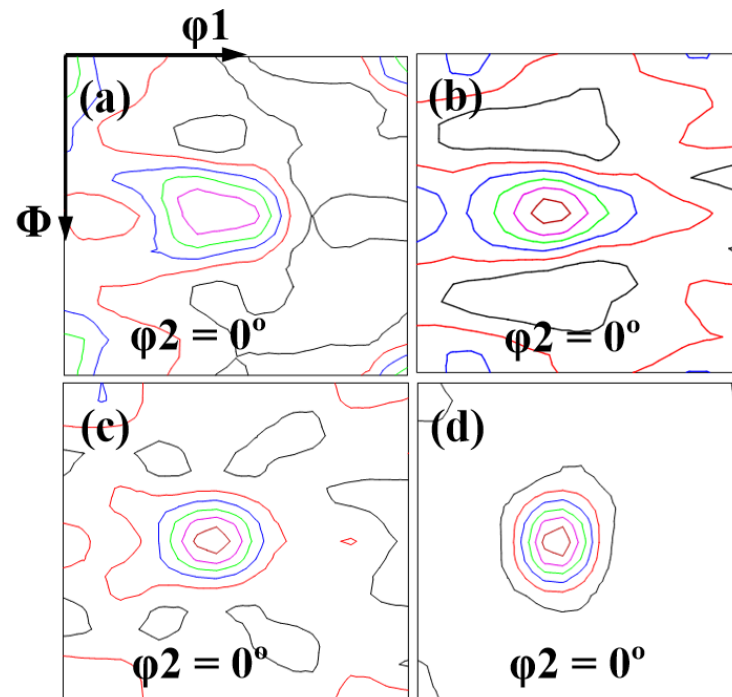 φ1
(a)
(b)
Φ
φ2 = 0º
φ2 = 0º
(c)
(d)
φ2 = 0º
φ2 = 0º